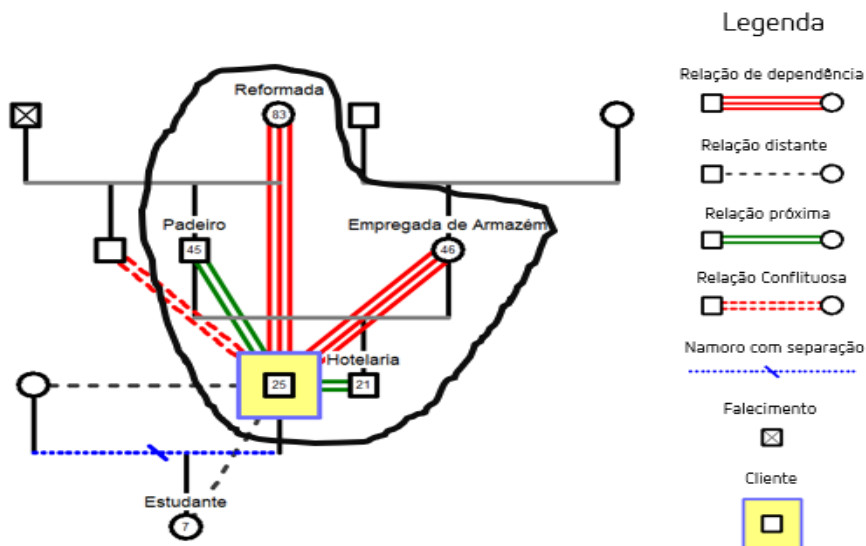 Legenda
Relação de dependência
Relação distante
Relação próxima
Relação Conflituosa
Namoro com separação
Falecimento
Cliente
Reformada
83
Padeiro
45
Empregada de Armazém
46
Hotelaria
25
21
Estudante
7